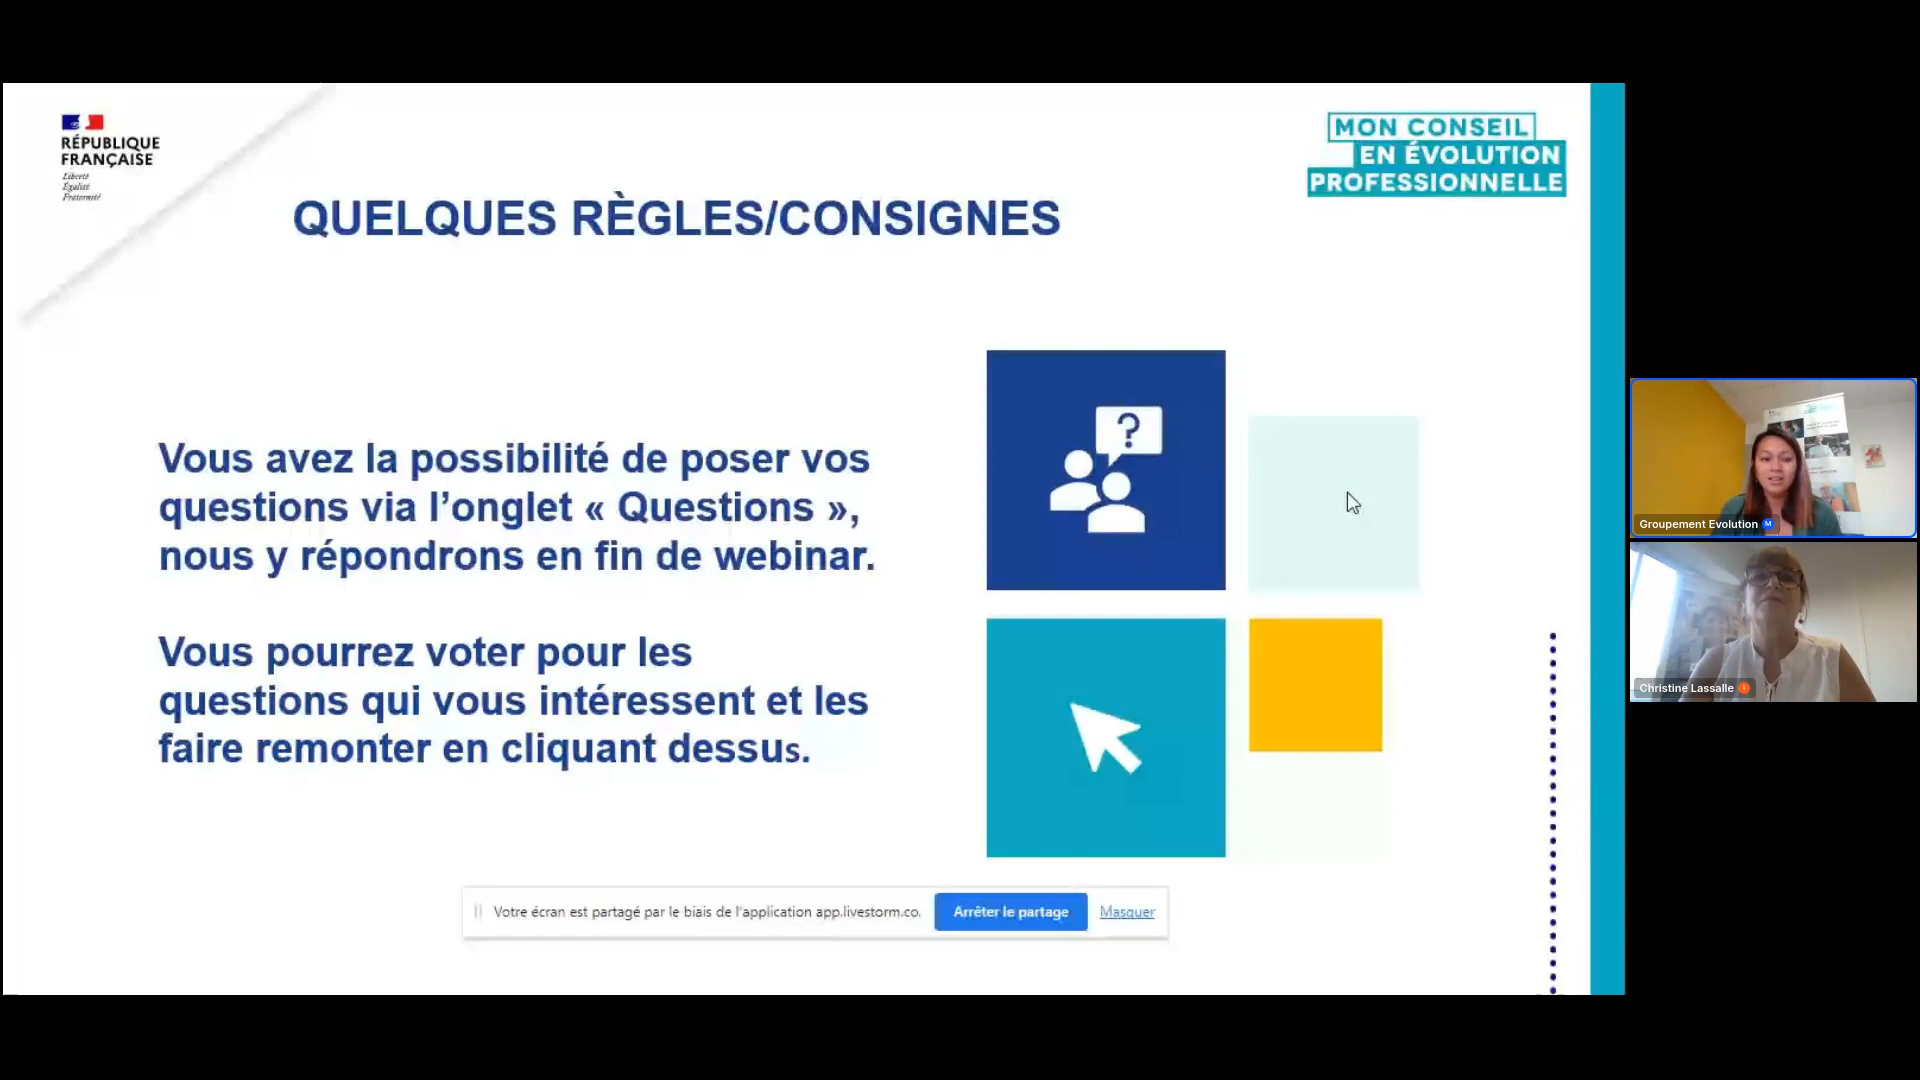 RÉPUBLIQUE
FRANÇAISE
Liberté
Égalité
Fraternité
MON CONSEIL
EN ÉVOLUTION
PROFESSIONNELLE
QUELQUES RÈGLES/CONSIGNES
Vous avez la possibilité de poser vos
questions via l’onglet « Questions »,
nous y répondrons en fin de webinar.
Vous pourrez voter pour les
questions qui vous intéressent et les
faire remonter en cliquant dessus.
?
Votre écran est partagé par le biais de l'application app.livestorm.co.
Arrêter le partage
Masquer
Groupement Evolution M
Christine Lassalle